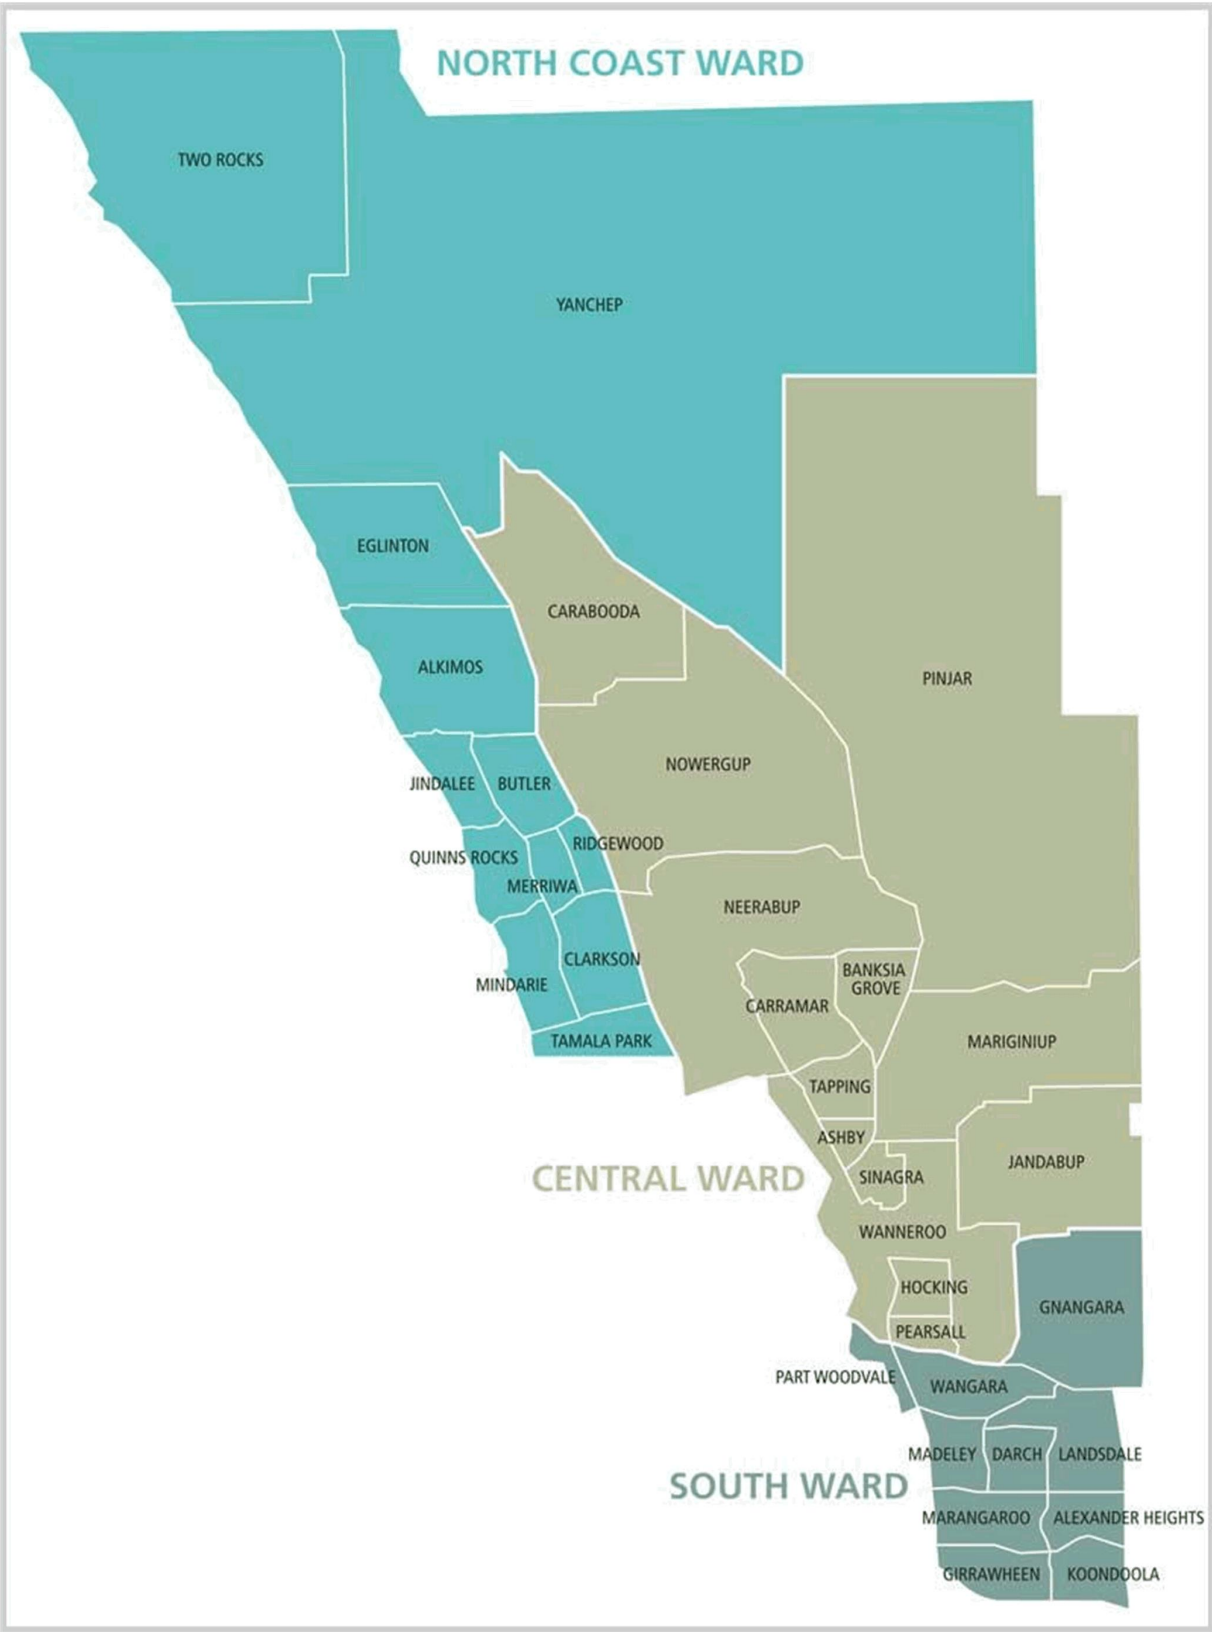 NORTH COAST WARD
TWO ROCKS
YANCHEP
EGLINTON
CARABOODA
ALKIMOS
PINJAR
NOWERGUP
JINDALEE
BUTLER
RIDGEWOOD
QUINNS ROCKS
MERRIWA
NEERABUP
CLARKSON
BANKSIA
GROVE
MINDARIE
CARRAMAR
TAMALA PARK
MARIGINIUP
TAPPING
ASHBY
JANDABUP
CENTRAL WARD
SINAGRA
WANNEROO
HOCKING
GNANGARA
PEARSALL
PART WOODVALE
WANGARA
MADELEY
DARCH
LANDSDALE
SOUTH WARD
MARANGAROO
ALEXANDER HEIGHTS
GIRRAWHEEN
KOONDOOLA